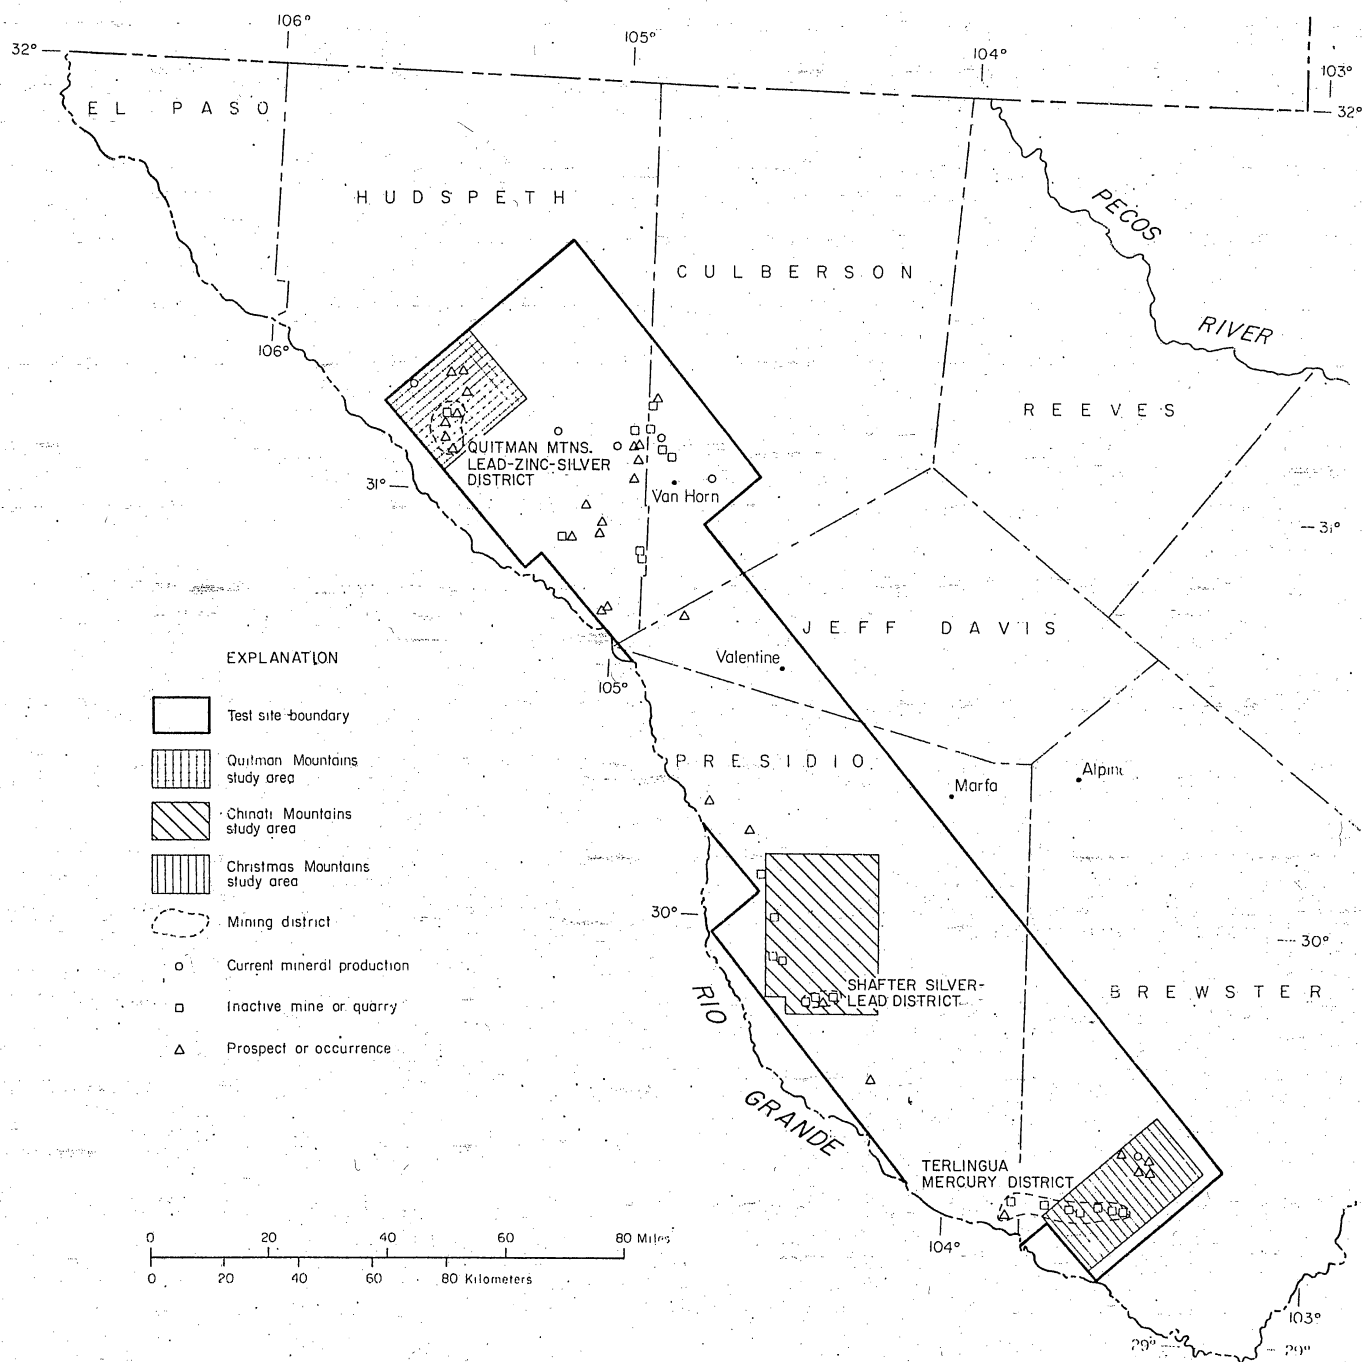 106°
105°
104°
103°
32°
32°
EL PASO
HUDSPETH
CULBERSON
PECOS
RIVER
REEVES
106°
QUITMAN MTNS.
LEAD-ZINC-SILVER
DISTRICT
31°
Van Horn
31°
JEFF DAVIS
Valentine
105°
EXPLANATION
Test site boundary
Quitman Mountains
study area
Chinati Mountains
study area
Christmas Mountains
study area
Mining district
Current mineral production
Inactive mine or quarry
Prospect or occurrence
PRESIDIO
Marfa
Alpine
30°
30°
SHAFTER SILVER-
LEAD DISTRICT
BREWSTER
RIO
GRANDE
TERLINGUA
MERCURY DISTRICT
104°
103°
29°
29°
0 20 40 60 80 Miles
0 20 40 60 80 Kilometers